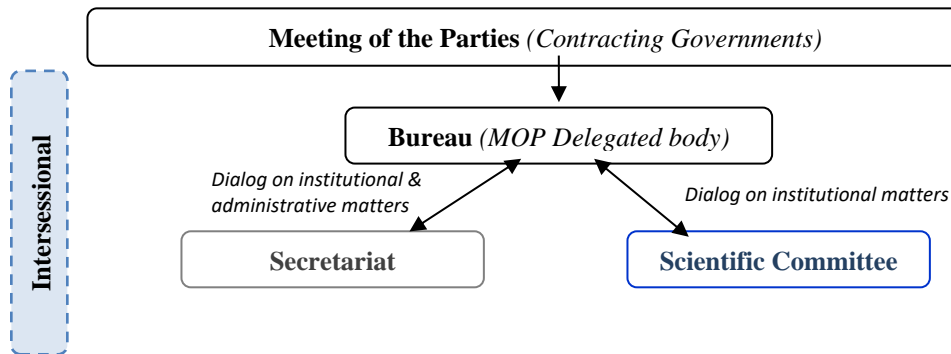 Meeting of the Parties (Contracting Governments)
Intersessional
Bureau (MOP Delegated body)
Dialog on institutional &
administrative matters
Dialog on institutional matters
Secretariat
Scientific Committee